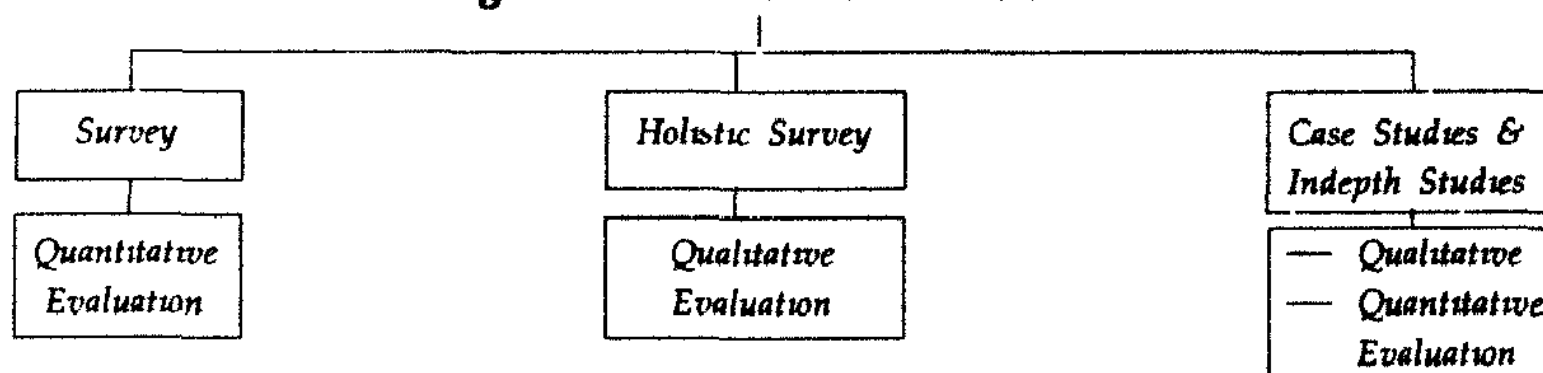 Survey
Holistic Survey
Case Studies &
Indepth Studies
Quantitative
Evaluation
Qualitative
Evaluation
— Qualitative
— Quantitative
Evaluation